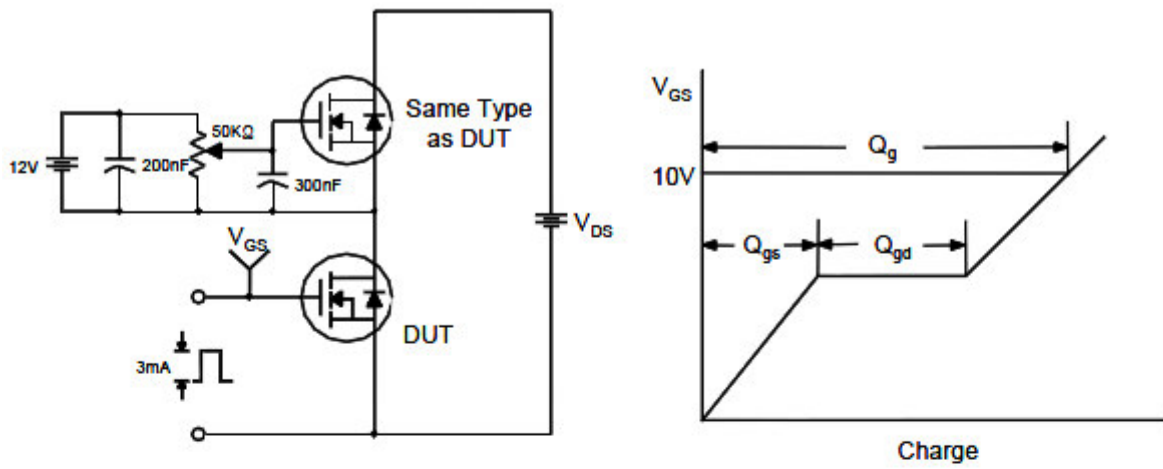 12V
200nF
50KΩ
300nF
Same Type
as DUT
V_GS
3mA
DUT
V_DS
V_GS
10V
Q_g
Q_gs
Q_gd
Charge